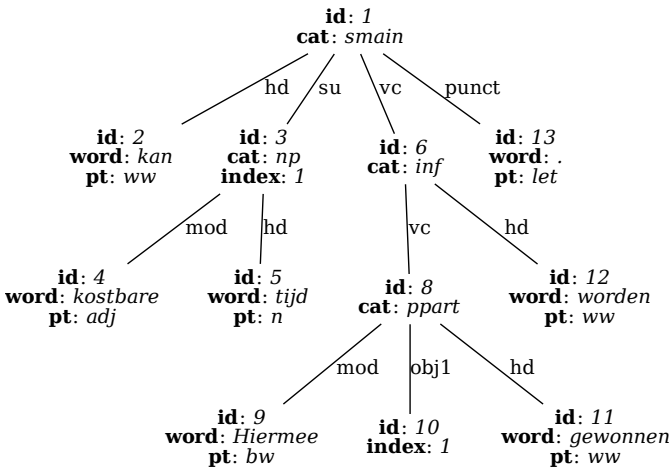 id: 1
cat: smain
hd su vc punct
id: 2
word: kan
pt: ww
id: 3
cat: np
index: 1
id: 6
cat: inf
id: 13
word: .
pt: let
mod hd vc hd
id: 4
word: kostbare
pt: adj
id: 5
word: tijd
pt: n
id: 8
cat: ppart
id: 12
word: worden
pt: ww
mod obj1 hd
id: 9
word: Hiermee
pt: bw
id: 10
index: 1
id: 11
word: gewonnen
pt: ww